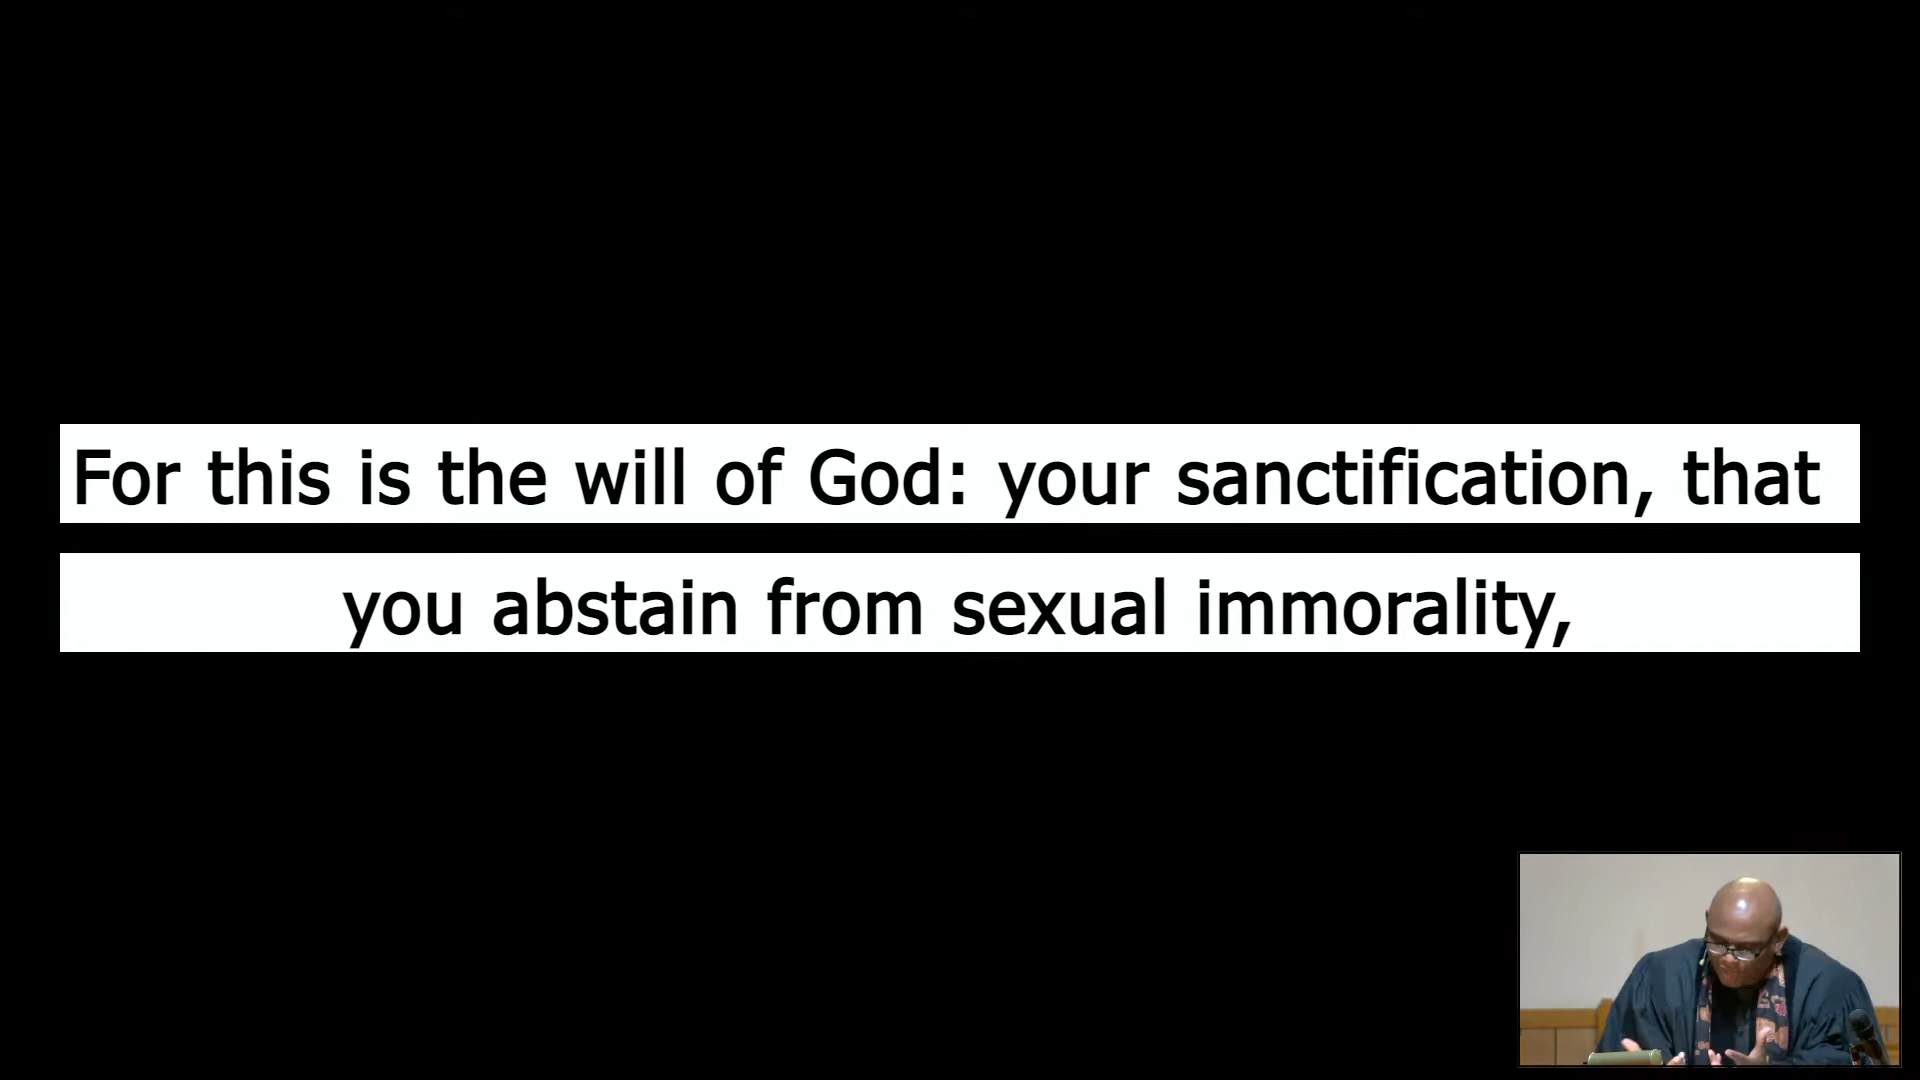 For this is the will of God: your sanctification, that
you abstain from sexual immorality,